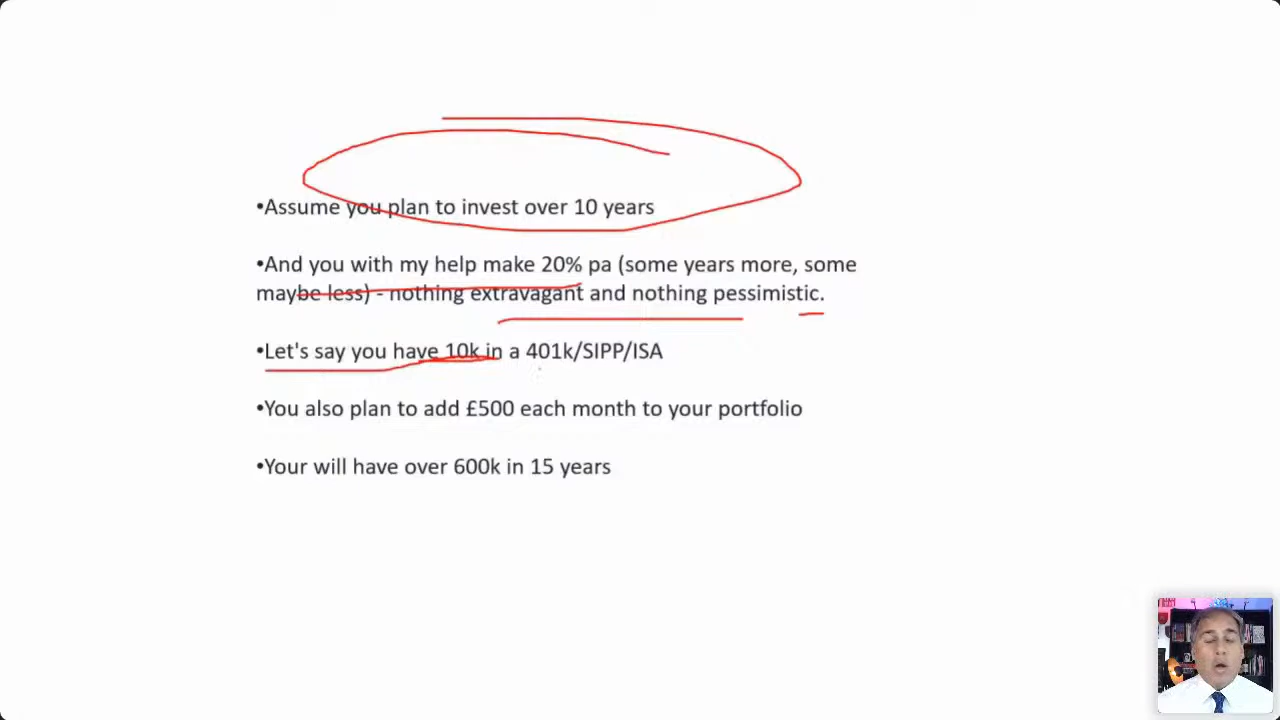 •Assume you plan to invest over 10 years
•And you with my help make 20% pa (some years more, some
maybe less) - nothing extravagant and nothing pessimistic.
•Let's say you have 10k in a 401k/SIPP/ISA
•You also plan to add £500 each month to your portfolio
•Your will have over 600k in 15 years